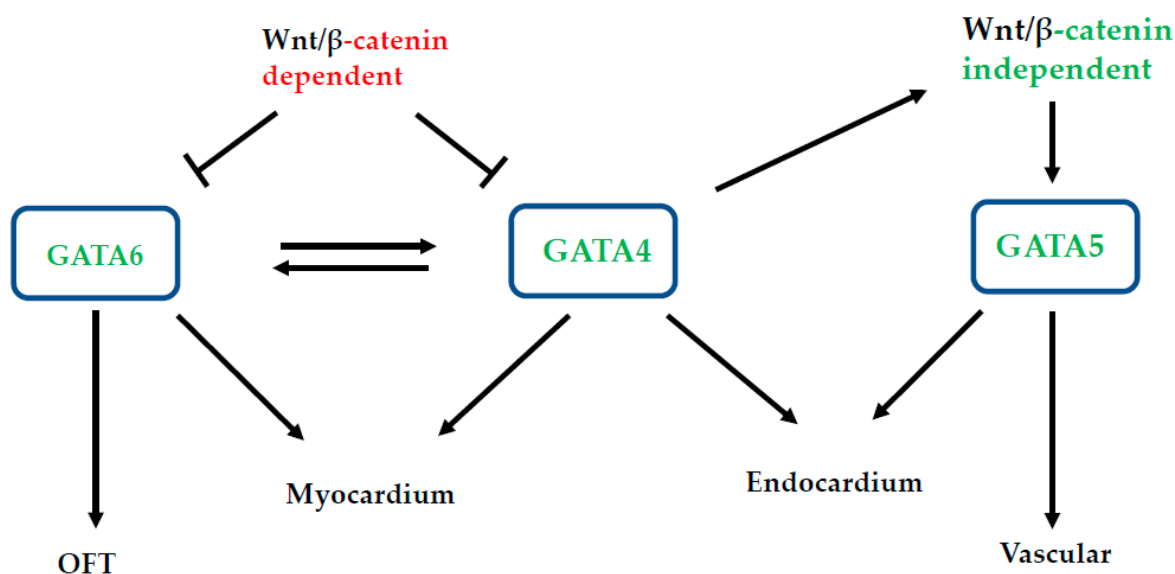 Wnt/β-catenin
dependent
Wnt/β-catenin
independent
GATA6
GATA4
GATA5
Myocardium
Endocardium
OFT
Vascular